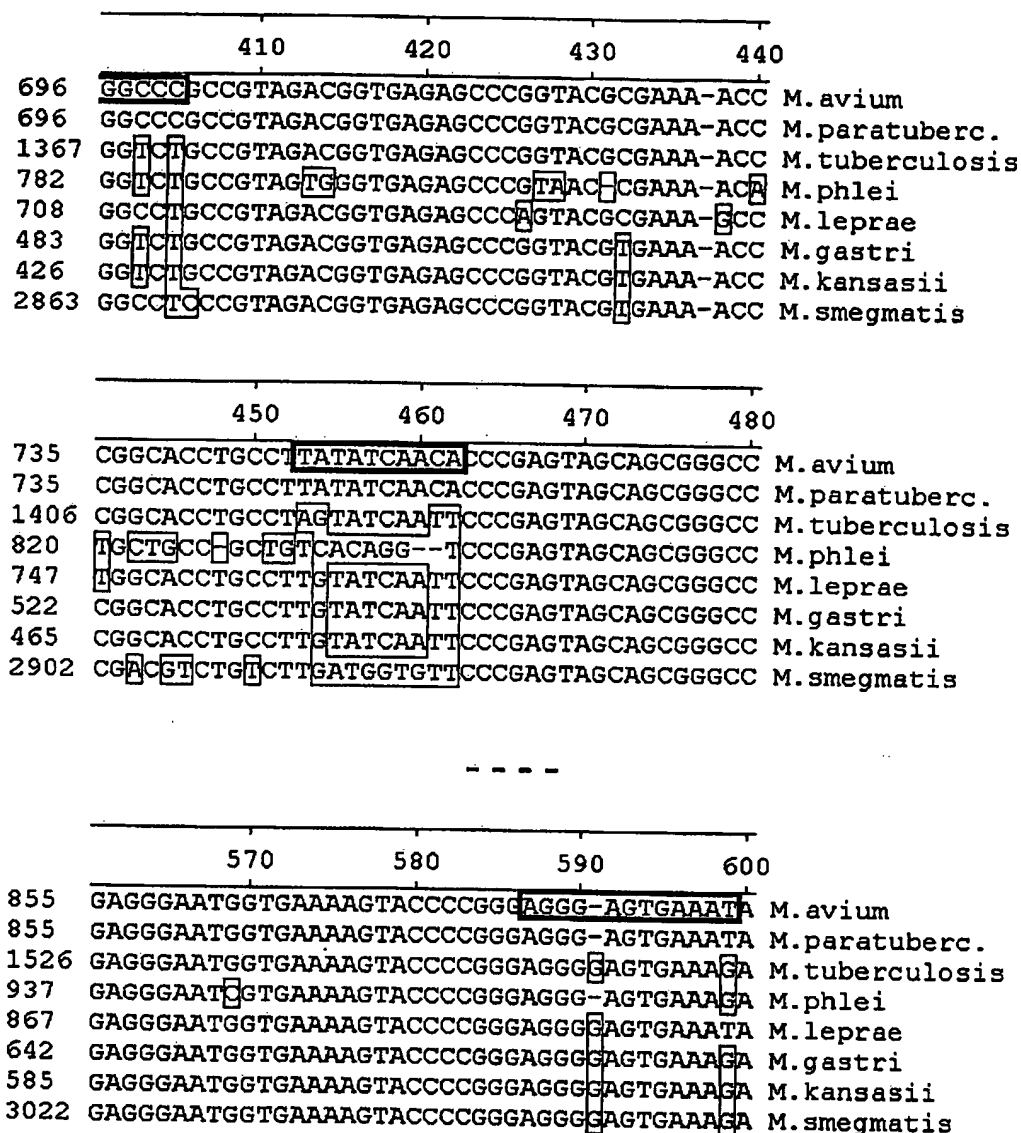 410 420 430 440
696 GGCCCGCCGTAGACGGTGAGAGCCCGGTACGCGAAA-ACC M.avium
696 GGCCCGCCGTAGACGGTGAGAGCCCGGTACGCGAAA-ACC M.paratuberc.
1367 GGTCTGCCGTAGACGGTGAGAGCCCGGTACGCGAAA-ACC M.tuberculosis
782 GGTCTGCCGTAGTGGGTGAGAGCCCGTAAC-CGAAA-ACA M.phlei
708 GGCCTGCCGTAGACGGTGAGAGCCCAGTACGCGAAA-GCC M.leprae
483 GGTCTGCCGTAGACGGTGAGAGCCCGGTACGTGAAA-ACC M.gastri
426 GGTCTGCCGTAGACGGTGAGAGCCCGGTACGTGAAA-ACC M.kansasii
2863 GGCCTCCCGTAGACGGTGAGAGCCCGGTACGTGAAA-ACC M.smegmatis
450 460 470 480
735 CGGCACCTGCCTTATATCAACACCCGAGTAGCAGCGGGCC M.avium
735 CGGCACCTGCCTTATATCAACACCCGAGTAGCAGCGGGCC M.paratuberc.
1406 CGGCACCTGCCTAGTATCAATTCCCGAGTAGCAGCGGGCC M.tuberculosis
820 TGCTGCC-GCTGTCACAGG--TCCCGAGTAGCAGCGGGCC M.phlei
747 TGGCACCTGCCTTGTATCAATTCCCGAGTAGCAGCGGGCC M.leprae
522 CGGCACCTGCCTTGTATCAATTCCCGAGTAGCAGCGGGCC M.gastri
465 CGGCACCTGCCTTGTATCAATTCCCGAGTAGCAGCGGGCC M.kansasii
2902 CGACGTCTGTCTTGATGGTGTTCCCGAGTAGCAGCGGGCC M.smegmatis
- - - -
570 580 590 600
855 GAGGGAATGGTGAAAAGTACCCCGGGAGGG-AGTGAAATA M.avium
855 GAGGGAATGGTGAAAAGTACCCCGGGAGGG-AGTGAAATA M.paratuberc.
1526 GAGGGAATGGTGAAAAGTACCCCGGGAGGGGAGTGAAAGA M.tuberculosis
937 GAGGGAATCGTGAAAAGTACCCCGGGAGGG-AGTGAAAGA M.phlei
867 GAGGGAATGGTGAAAAGTACCCCGGGAGGGGAGTGAAATA M.leprae
642 GAGGGAATGGTGAAAAGTACCCCGGGAGGGGAGTGAAAGA M.gastri
585 GAGGGAATGGTGAAAAGTACCCCGGGAGGGGAGTGAAAGA M.kansasii
3022 GAGGGAATGGTGAAAAGTACCCCGGGAGGGGAGTGAAAGA M.smegmatis